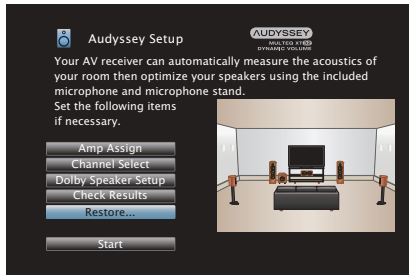 Audyssey Setup
AUDYSSEY
MULTEQ XT32
DYNAMIC VOLUME
Your AV receiver can automatically measure the acoustics of
your room then optimize your speakers using the included
microphone and microphone stand.
Set the following items
if necessary.
Amp Assign
Channel Select
Dolby Speaker Setup
Check Results
Restore...
Start